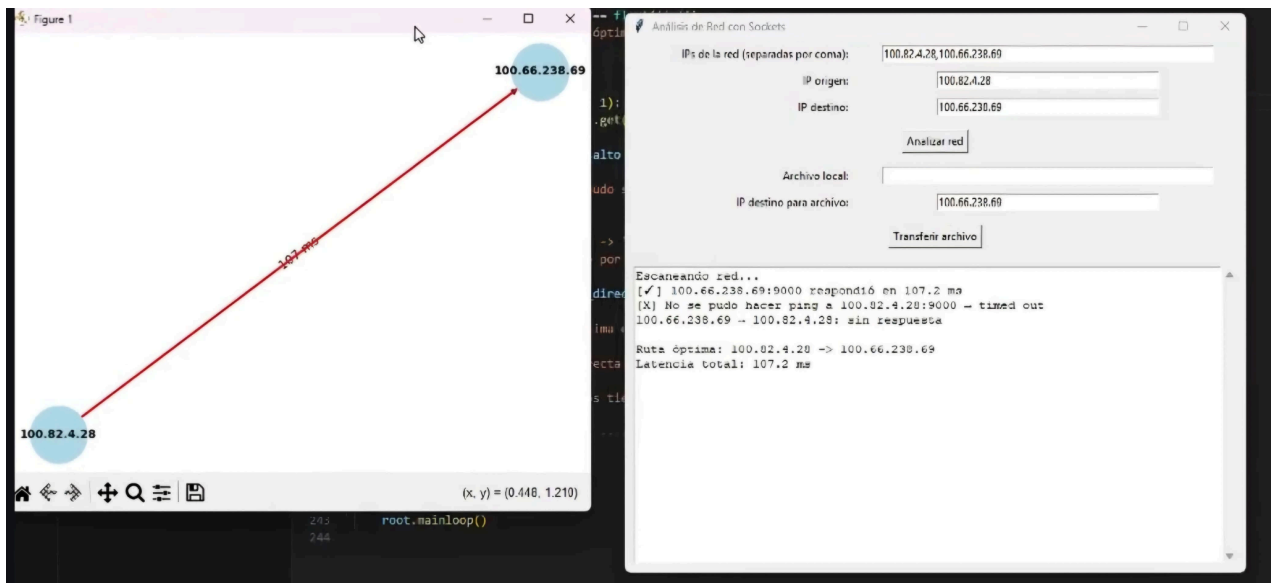 Figure 1
100.66.238.69
107 ms
100.82.4.28
(x, y) = (0.448, 1.210)
1):
.get(
alto
->
por
_direc
ecta
243 root.mainloop()
244
Análisis de Red con Sockets
IPs de la red (separadas por coma): 100.82.4.28,100.66.238.69
IP origen: 100.82.4.28
IP destino: 100.66.238.69
Analizar red
Archivo local:
IP destino para archivo: 100.66.238.69
Transferir archivo
Escaneando red...
[✓] 100.66.238.69:9000 respondió en 107.2 ms
[X] No se pudo hacer ping a 100.82.4.28:9000 → timed out
100.66.238.69 → 100.82.4.28: sin respuesta
Ruta óptima: 100.82.4.28 -> 100.66.238.69
Latencia total: 107.2 ms